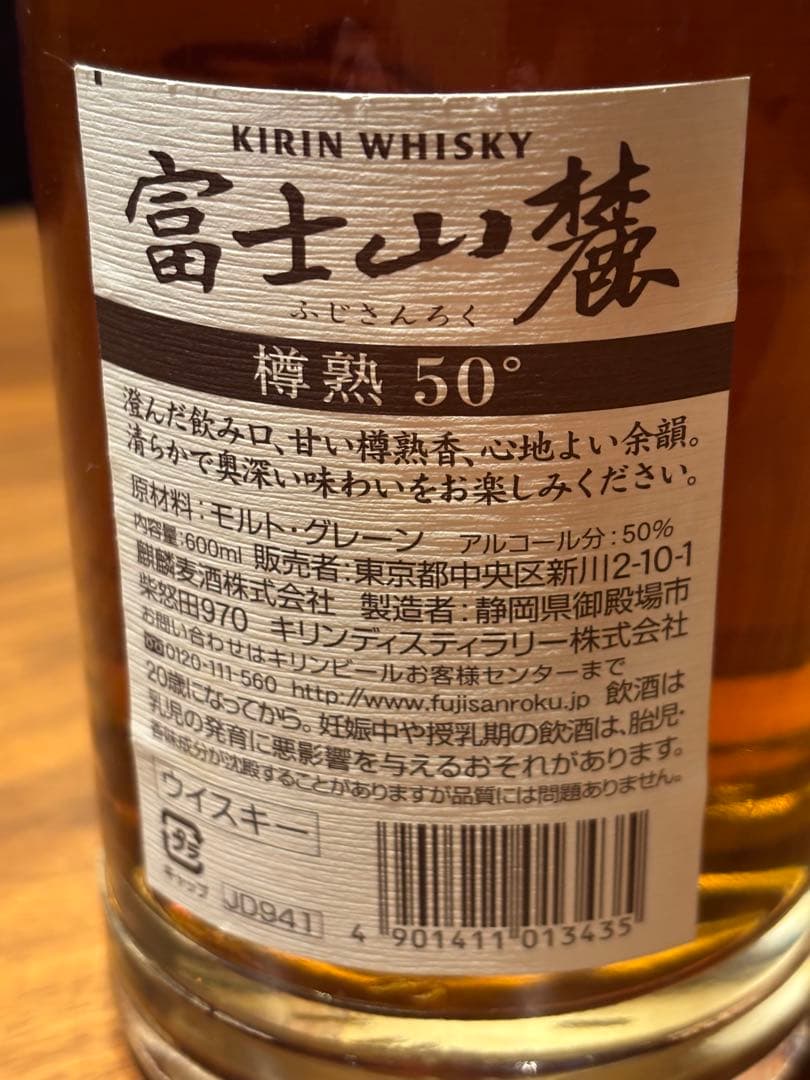 KIRIN WHISKY
富士山麓
ふじさんろく
樽熟 50°
澄んだ飲み口、甘い樽熟香、心地よい余韻。
清らかで奥深い味わいをお楽しみください。
原材料:モルト・グレーン アルコール分:50%
内容量:600ml 販売者:東京都中央区新川2-10-1
麒麟麦酒株式会社 製造者:静岡県御殿場市
柴怒田970 キリンディスティラリー株式会社
お問い合わせはキリンビールお客様センターまで
0120-111-560 http://www.fujisanroku.jp 飲酒は
20歳になってから。妊娠中や授乳期の飲酒は、胎児・
乳児の発育に悪影響を与えるおそれがあります。
香味成分が沈殿することがありますが品質には問題ありません。
ウイスキー
タンキャップ
JD941
4 901411 013435